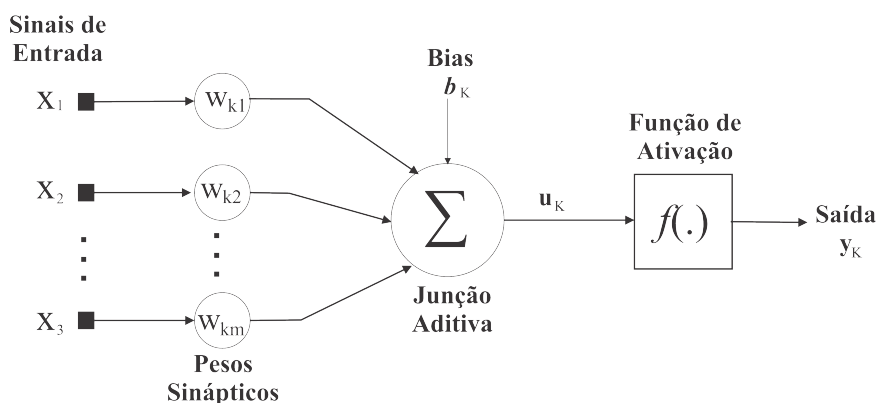 Sinais de
Entrada
X1
wk1
X2
wk2
X3
wkm
Pesos
Sinápticos
Bias
bK
Σ
Junção
Aditiva
uK
Função de
Ativação
f(.)
Saída
yK